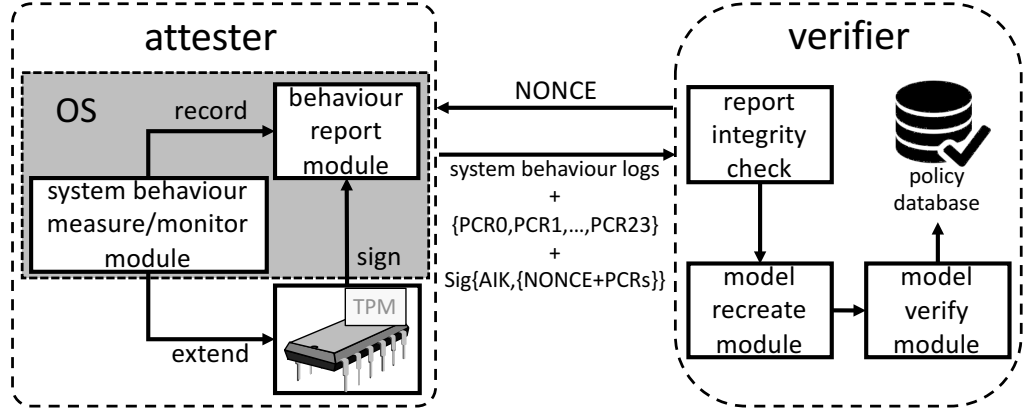 attester
OS
record
behaviour
report
module
system behaviour
measure/monitor
module
sign
TPM
extend
NONCE
system behaviour logs
+
{PCR0,PCR1,...,PCR23}
+
Sig{AIK,{NONCE+PCRs}}
verifier
report
integrity
check
policy
database
model
recreate
module
model
verify
module